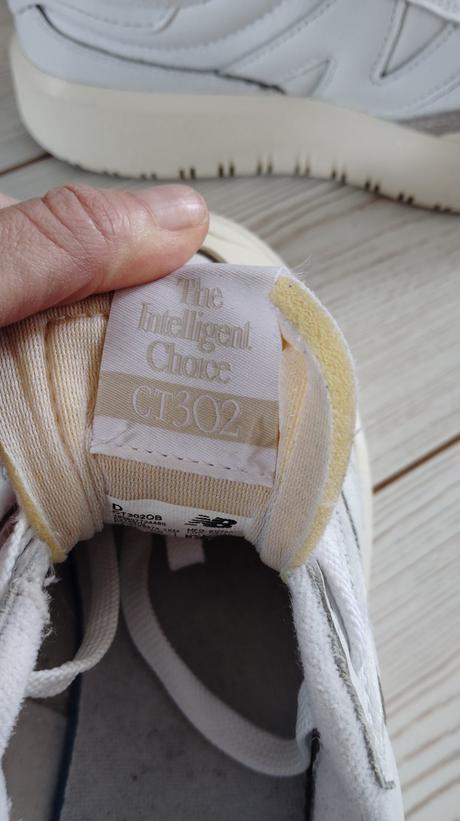 The
Intelligent
Choice
CT302
D
CT302OB